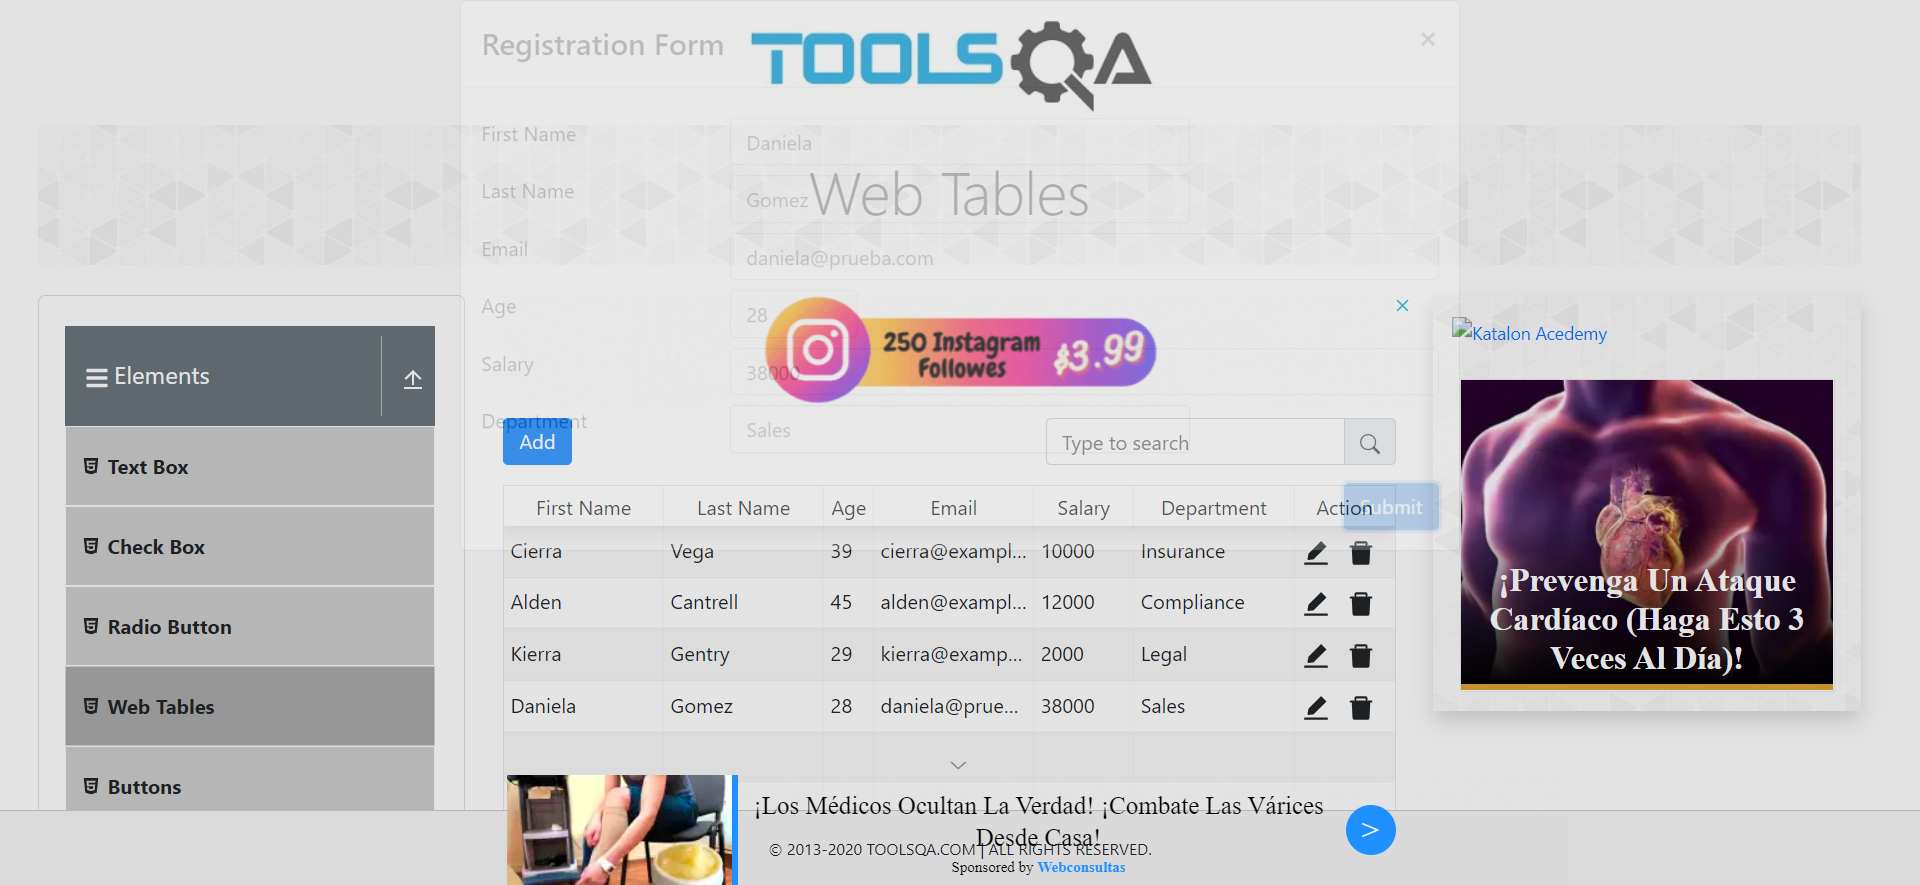 Registration Form
×
TOOLSQA
First Name
Daniela
Last Name
Gomez
Web Tables
Email
daniela@prueba.com
Age
28
Salary
38000
Department
Sales
Submit
250 Instagram
Followes
$3.99
Katalon Acedemy
¡Prevenga Un Ataque
Cardíaco (Haga Esto 3
Veces Al Día)!
Elements
Text Box
Check Box
Radio Button
Web Tables
Buttons
Add
Type to search
First Name Last Name Age Email Salary Department Action
Cierra Vega 39 cierra@exampl... 10000 Insurance
Alden Cantrell 45 alden@exampl... 12000 Compliance
Kierra Gentry 29 kierra@examp... 2000 Legal
Daniela Gomez 28 daniela@prue... 38000 Sales
¡Los Médicos Ocultan La Verdad! ¡Combate Las Várices
Desde Casa!
>
© 2013-2020 TOOLSQA.COM | ALL RIGHTS RESERVED.
Sponsored by Webconsultas